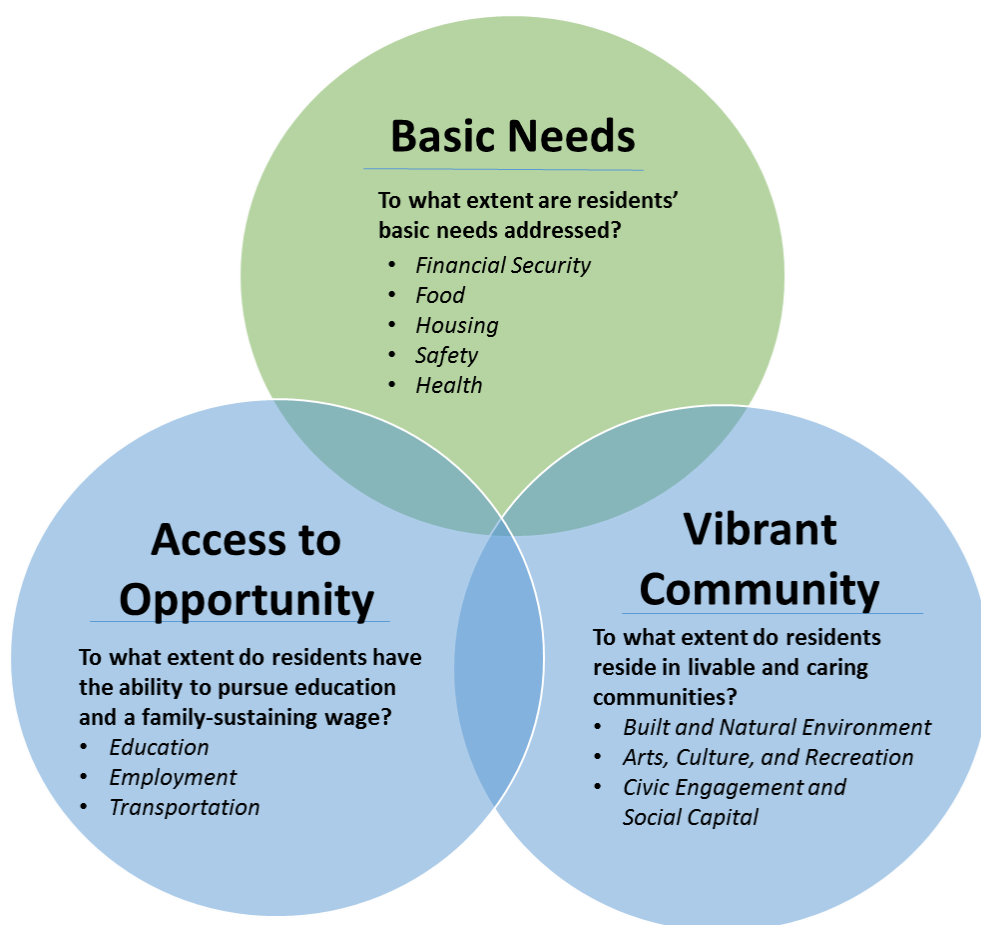 Basic Needs
To what extent are residents’
basic needs addressed?
• Financial Security
• Food
• Housing
• Safety
• Health
Access to
Opportunity
To what extent do residents have
the ability to pursue education
and a family-sustaining wage?
• Education
• Employment
• Transportation
Vibrant
Community
To what extent do residents
reside in livable and caring
communities?
• Built and Natural Environment
• Arts, Culture, and Recreation
• Civic Engagement and
Social Capital